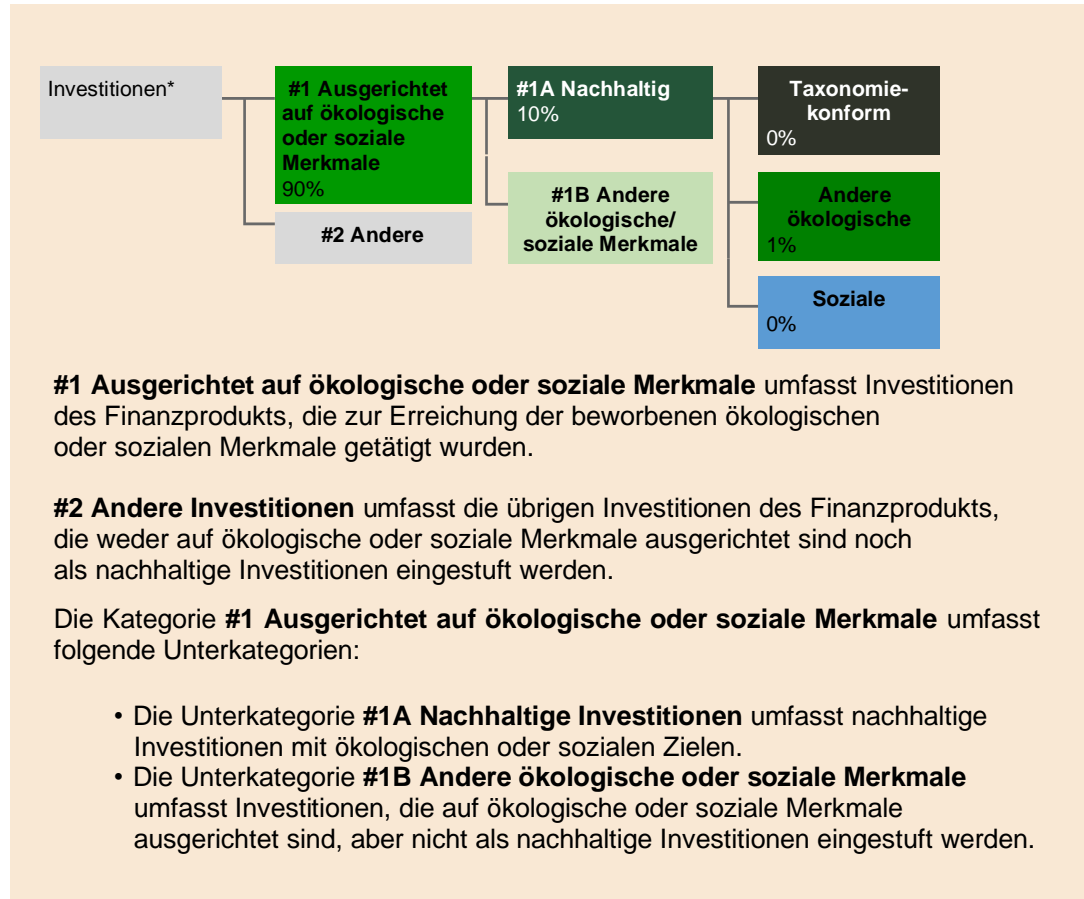 Investitionen*
#1 Ausgerichtet
auf ökologische
oder soziale
Merkmale
90%
#2 Andere
#1A Nachhaltig
10%
#1B Andere
ökologische/
soziale Merkmale
Taxonomie-
konform
0%
Andere
ökologische
1%
Soziale
0%
#1 Ausgerichtet auf ökologische oder soziale Merkmale umfasst Investitionen
des Finanzprodukts, die zur Erreichung der beworbenen ökologischen
oder sozialen Merkmale getätigt wurden.
#2 Andere Investitionen umfasst die übrigen Investitionen des Finanzprodukts,
die weder auf ökologische oder soziale Merkmale ausgerichtet sind noch
als nachhaltige Investitionen eingestuft werden.
Die Kategorie #1 Ausgerichtet auf ökologische oder soziale Merkmale umfasst
folgende Unterkategorien:
• Die Unterkategorie #1A Nachhaltige Investitionen umfasst nachhaltige
Investitionen mit ökologischen oder sozialen Zielen.
• Die Unterkategorie #1B Andere ökologische oder soziale Merkmale
umfasst Investitionen, die auf ökologische oder soziale Merkmale
ausgerichtet sind, aber nicht als nachhaltige Investitionen eingestuft werden.